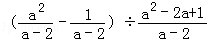 (a²/(a-2) - 1/(a-2)) ÷ (a²-2a+1)/(a-2)